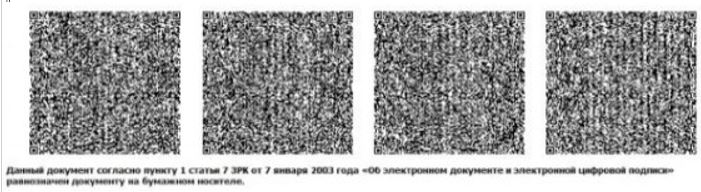 Данный документ согласно пункту 1 статьи 7 ЗРК от 7 января 2003 года «Об электронном документе и электронной цифровой подписи»
равнозначен документу на бумажном носителе.